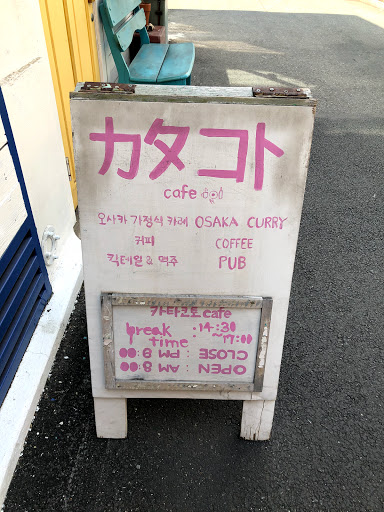 カタコト
cafe
오사카 가정식 카레 OSAKA CURRY
커피 COFFEE
칵테일 & 맥주 PUB
카타코토 cafe
break time : 14:30 ~17:00
OPEN : AM 8:00
CLOSE : PM 9:00